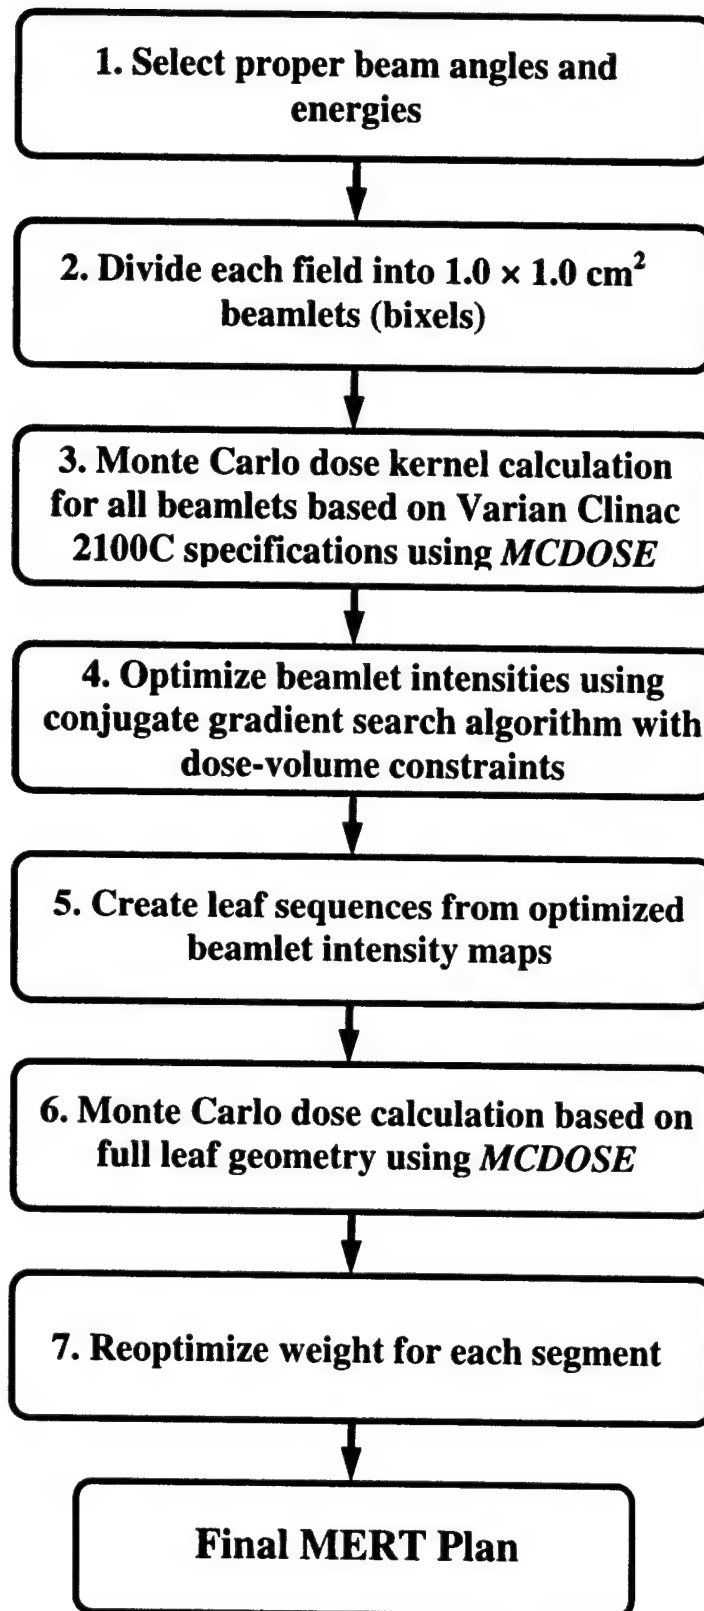 1. Select proper beam angles and
energies
2. Divide each field into 1.0 × 1.0 cm²
beamlets (bixels)
3. Monte Carlo dose kernel calculation
for all beamlets based on Varian Clinac
2100C specifications using MCDOSE
4. Optimize beamlet intensities using
conjugate gradient search algorithm with
dose-volume constraints
5. Create leaf sequences from optimized
beamlet intensity maps
6. Monte Carlo dose calculation based on
full leaf geometry using MCDOSE
7. Reoptimize weight for each segment
Final MERT Plan